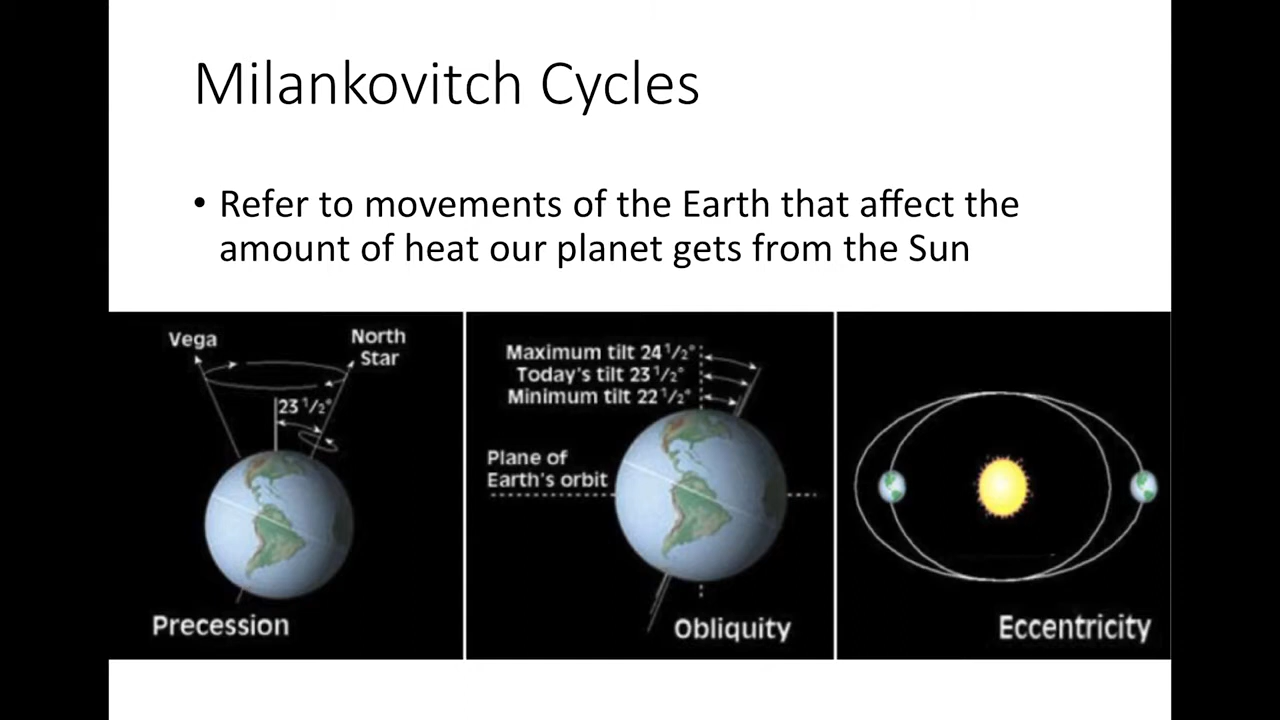 Milankovitch Cycles
• Refer to movements of the Earth that affect the
amount of heat our planet gets from the Sun
Vega
North
Star
23 1/2°
Precession
Maximum tilt 24 1/2°
Today's tilt 23 1/2°
Minimum tilt 22 1/2°
Plane of
Earth's orbit
Obliquity
Eccentricity